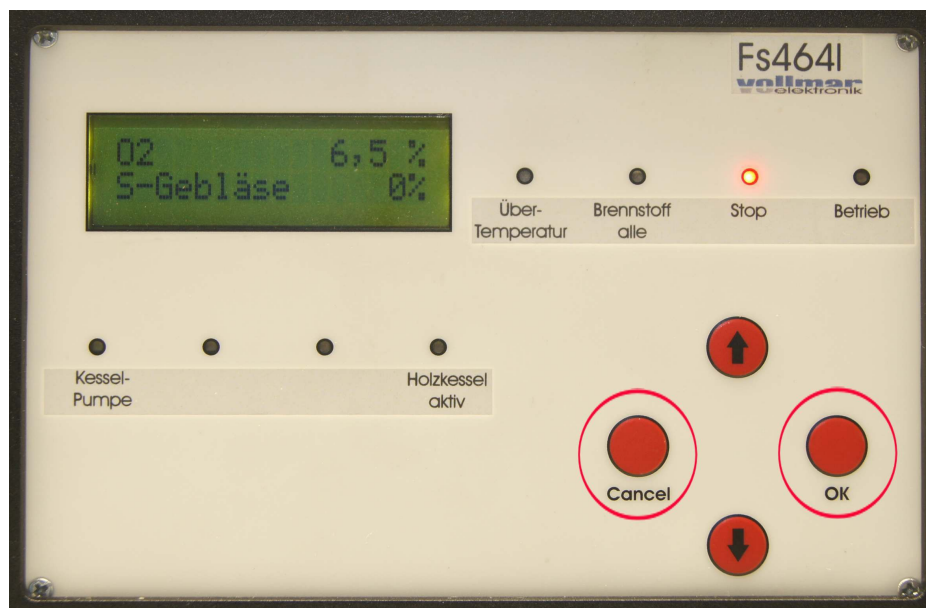 Fs464I
vollmar
elektronik
O2 6,5 %
S-Gebläse 0%
Über-
Temperatur
Brennstoff
alle
Stop
Betrieb
Kessel-
Pumpe
Holzkessel
aktiv
Cancel
OK